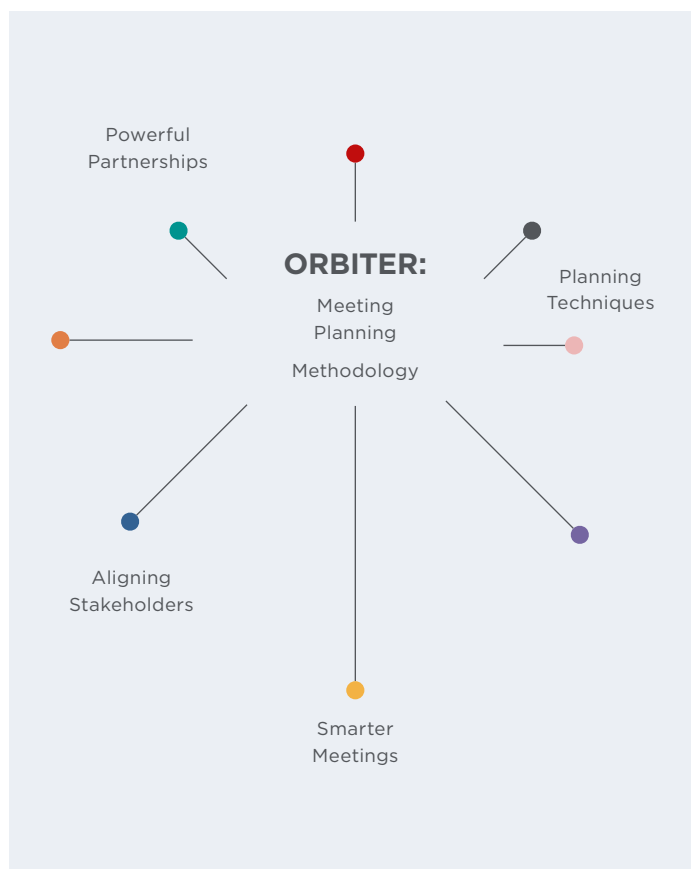 Powerful
Partnerships
ORBITER:
Meeting
Planning
Methodology
Planning
Techniques
Aligning
Stakeholders
Smarter
Meetings